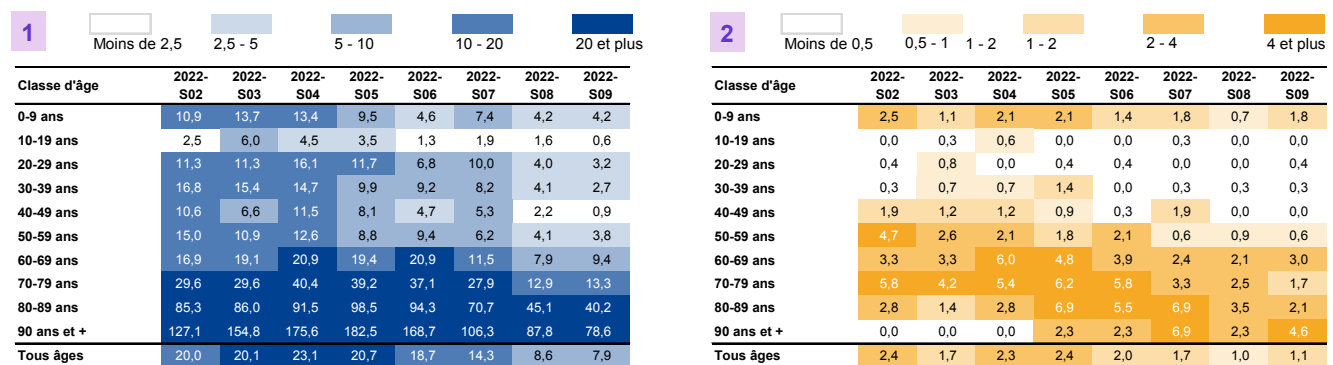 1
Moins de 2,5 2,5 - 5 5 - 10 10 - 20 20 et plus
Classe d'âge 2022-S02 2022-S03 2022-S04 2022-S05 2022-S06 2022-S07 2022-S08 2022-S09
0-9 ans 10,9 13,7 13,4 9,5 4,6 7,4 4,2 4,2
10-19 ans 2,5 6,0 4,5 3,5 1,3 1,9 1,6 0,6
20-29 ans 11,3 11,3 16,1 11,7 6,8 10,0 4,0 3,2
30-39 ans 16,8 15,4 14,7 9,9 9,2 8,2 4,1 2,7
40-49 ans 10,6 6,6 11,5 8,1 4,7 5,3 2,2 0,9
50-59 ans 15,0 10,9 12,6 8,8 9,4 6,2 4,1 3,8
60-69 ans 16,9 19,1 20,9 19,4 20,9 11,5 7,9 9,4
70-79 ans 29,6 29,6 40,4 39,2 37,1 27,9 12,9 13,3
80-89 ans 85,3 86,0 91,5 98,5 94,3 70,7 45,1 40,2
90 ans et + 127,1 154,8 175,6 182,5 168,7 106,3 87,8 78,6
Tous âges 20,0 20,1 23,1 20,7 18,7 14,3 8,6 7,9
2
Moins de 0,5 0,5 - 1 1 - 2 1 - 2 2 - 4 4 et plus
Classe d'âge 2022-S02 2022-S03 2022-S04 2022-S05 2022-S06 2022-S07 2022-S08 2022-S09
0-9 ans 2,5 1,1 2,1 2,1 1,4 1,8 0,7 1,8
10-19 ans 0,0 0,3 0,6 0,0 0,0 0,3 0,0 0,0
20-29 ans 0,4 0,8 0,0 0,4 0,4 0,0 0,0 0,4
30-39 ans 0,3 0,7 0,7 1,4 0,0 0,3 0,3 0,3
40-49 ans 1,9 1,2 1,2 0,9 0,3 1,9 0,0 0,0
50-59 ans 4,7 2,6 2,1 1,8 2,1 0,6 0,9 0,6
60-69 ans 3,3 3,3 6,0 4,8 3,9 2,4 2,1 3,0
70-79 ans 5,8 4,2 5,4 6,2 5,8 3,3 2,5 1,7
80-89 ans 2,8 1,4 2,8 6,9 5,5 6,9 3,5 2,1
90 ans et + 0,0 0,0 0,0 2,3 2,3 6,9 2,3 4,6
Tous âges 2,4 1,7 2,3 2,4 2,0 1,7 1,0 1,1